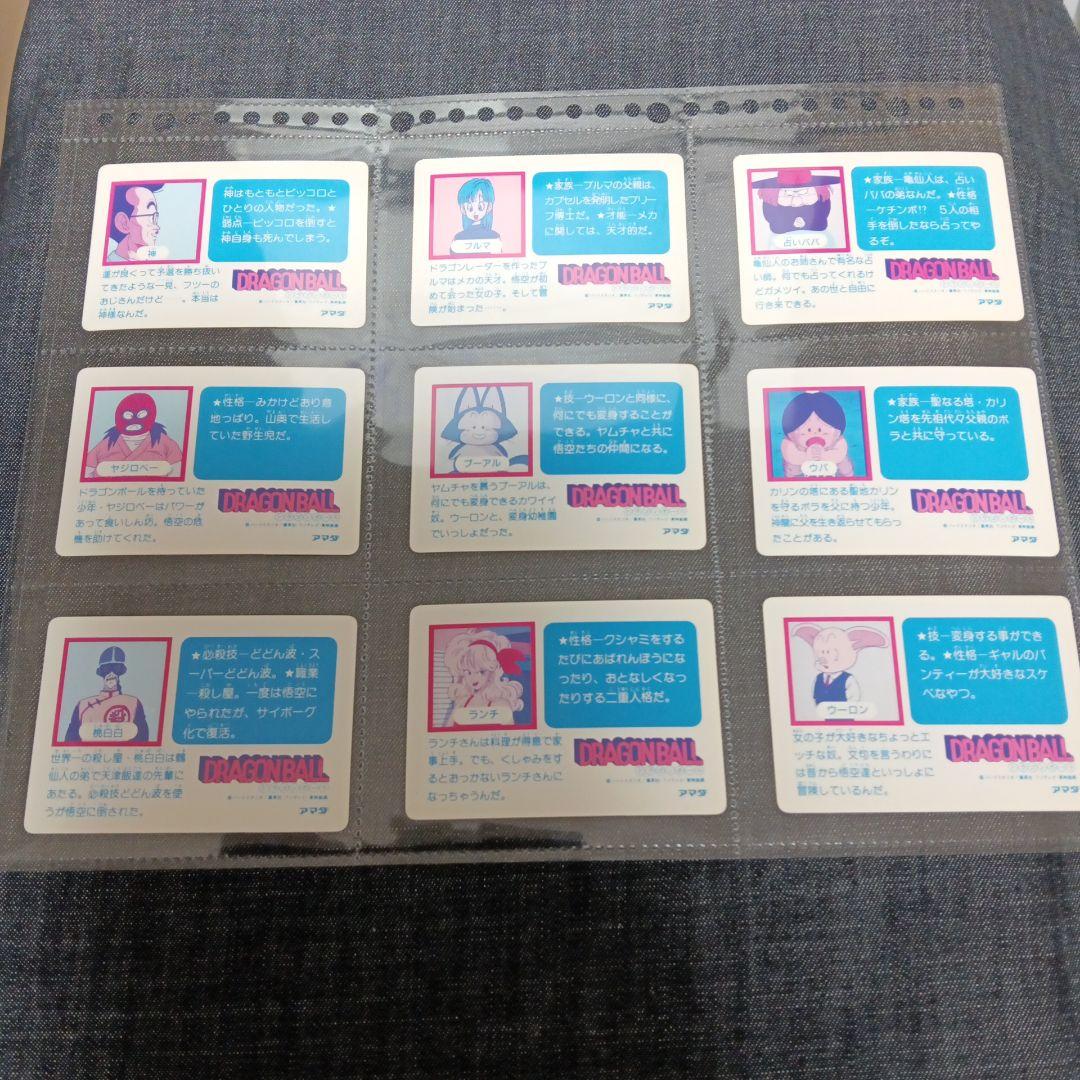 神はもともとピッコロと
ひとりの人物だった。★
弱点―ピッコロを倒すと
神自身も死んでしまう。
神
運が良くって予選を勝ち抜い
てきたような一見、フツーの
おじさんだけど…。本当は
神様なんだ。
DRAGONBALL
アマダ
★家族―ブルマの父親は、
カプセルを発明したブリー
フ博士だ。★才能―メカ
に関しては、天才的だ。
ブルマ
ドラゴンレーダーを作ったブ
ルマはメカの天才。悟空が初
めて会った女の子。そして冒
険が始まった……。
DRAGONBALL
アマダ
★家族―亀仙人は、占い
ババの弟なんだ。★性格
―ケチンボ!? 5人の相
手を倒したなら占ってや
るぞ。
占いババ
亀仙人のお姉さんで有名な占
い師。何でも占ってくれるけ
どガメツイ。あの世と自由に
行き来できる。
DRAGONBALL
アマダ
★性格―みかけどおり意
地っぱり。山奥で生活し
ていた野生児だ。
ヤジロベー
ドラゴンボールを持っていた
少年・ヤジロベーはパワーが
あって食いしん坊。悟空の危
機を助けてくれた。
DRAGONBALL
アマダ
★技―ウーロンと同様に、
何にでも変身することが
できる。ヤムチャと共に
悟空たちの仲間になる。
プーアル
ヤムチャを慕うプーアルは、
何にでも変身できるカワイイ
奴。ウーロンと、変身幼稚園
でいっしょだった。
DRAGONBALL
アマダ
★家族―聖なる塔・カリ
ン塔を先祖代々父親のボ
ラと共に守っている。
ウパ
カリンの塔にある聖地カリン
を守るボラを父に持つ少年。
神龍に父を生き返らせてもらっ
たことがある。
DRAGONBALL
アマダ
★必殺技―どどん波・ス
ーパーどどん波。★職業
―殺し屋。一度は悟空に
やられたが、サイボーグ
化で復活。
桃白白
世界一の殺し屋・桃白白は鶴
仙人の弟で天津飯達の先輩に
あたる。必殺技どどん波を使
うが悟空に倒された。
DRAGONBALL
アマダ
★性格―クシャミをする
たびにあばれんぼうにな
ったり、おとなしくなっ
たりする二重人格だ。
ランチ
ランチさんは料理が得意で家
事上手。でも、くしゃみをす
るとおっかないランチさんに
なっちゃうんだ。
DRAGONBALL
アマダ
★技―変身する事ができ
る。★性格―ギャルのパ
ンティーが大好きなスケ
ベなやつ。
ウーロン
女の子が大好きなちょっとエ
ッチな奴。文句を言うわりに
は昔から悟空達といっしょに
冒険しているんだ。
DRAGONBALL
アマダ